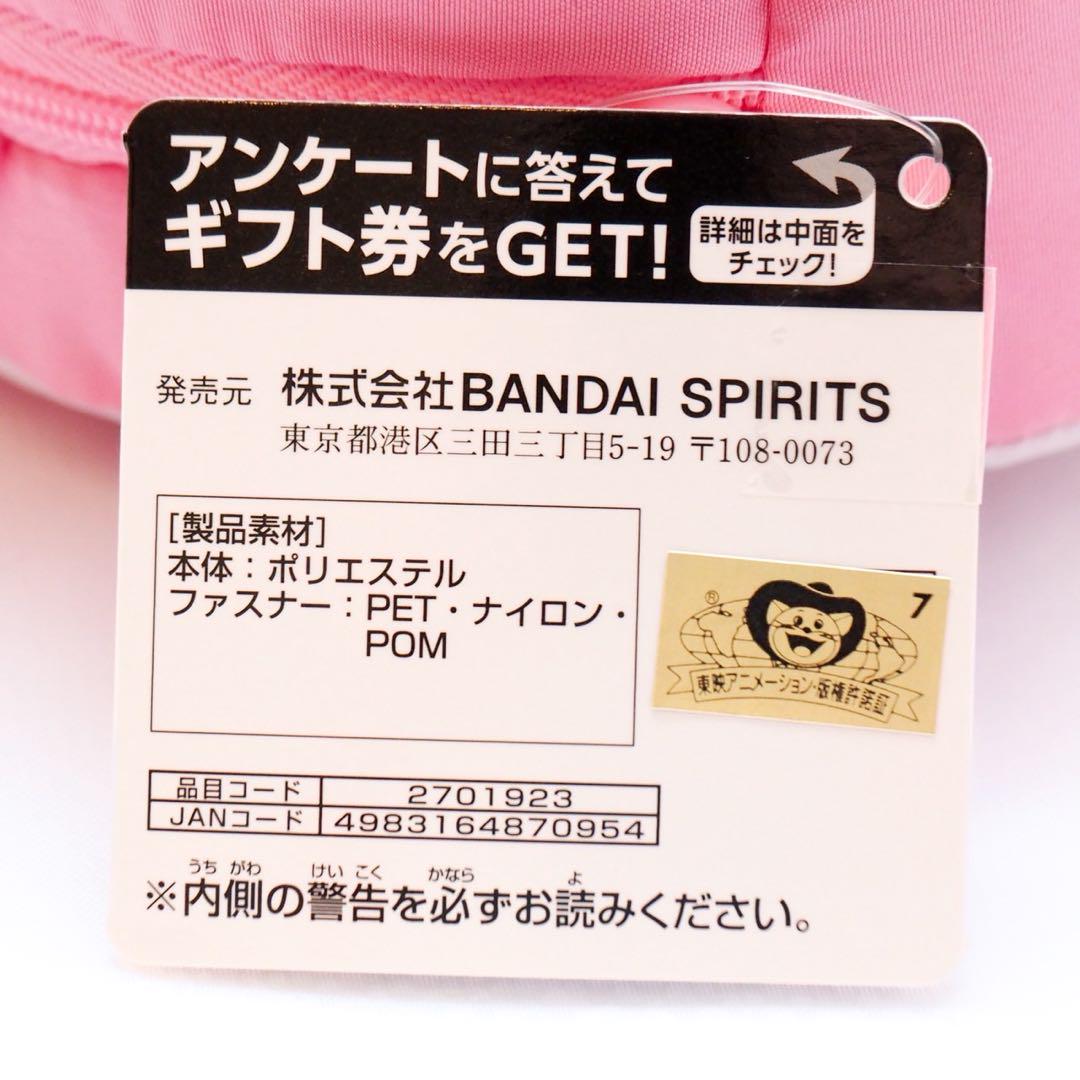 アンケートに答えて
ギフト券をGET!
詳細は中面を
チェック!
発売元 株式会社BANDAI SPIRITS
東京都港区三田三丁目5-19 〒108-0073
[製品素材]
本体：ポリエステル
ファスナー：PET・ナイロン・
POM
® 7
東映アニメーション・版権許諾証
品目コード 2701923
JANコード 4983164870954
うち がわ けい こく かなら よ
※内側の警告を必ずお読みください。